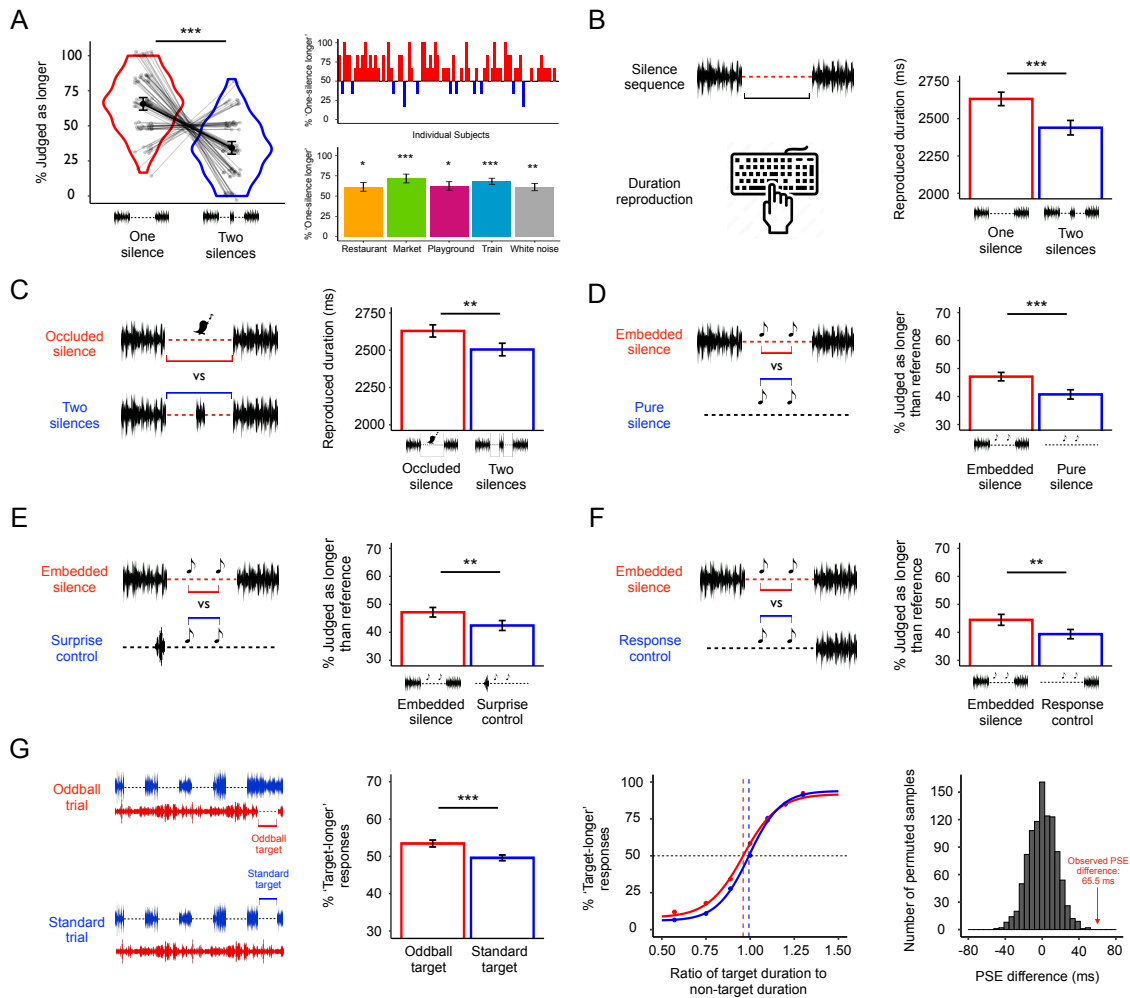 A
***
% Judged as longer
100
75
50
25
0
One
silence
Two
silences
% 'One-silence longer'
100
75
50
25
0
Individual Subjects
% 'One-silence longer'
100
75
50
25
0
*
***
*
***
**
Restaurant
Market
Playground
Train
White noise
B
Silence
sequence
Duration
reproduction
Reproduced duration (ms)
2750
2500
2250
2000
***
One
silence
Two
silences
C
Occluded
silence
vs
Two
silences
Reproduced duration (ms)
2750
2500
2250
2000
**
Occluded
silence
Two
silences
D
Embedded
silence
vs
Pure
silence
% Judged as longer
than reference
70
60
50
40
30
***
Embedded
silence
Pure
silence
E
Embedded
silence
vs
Surprise
control
% Judged as longer
than reference
70
60
50
40
30
**
Embedded
silence
Surprise
control
F
Embedded
silence
vs
Response
control
% Judged as longer
than reference
70
60
50
40
30
**
Embedded
silence
Response
control
G
Oddball
trial
Oddball
target
Standard
target
Standard
trial
% 'Target-longer'
responses
70
60
50
40
30
***
Oddball
target
Standard
target
% 'Target-longer'
responses
100
75
50
25
0
0.50
0.75
1.00
1.25
1.50
Ratio of target duration to
non-target duration
Number of permuted samples
150
120
90
60
30
0
Observed PSE
difference:
65.5 ms
-80
-40
0
40
80
PSE difference (ms)